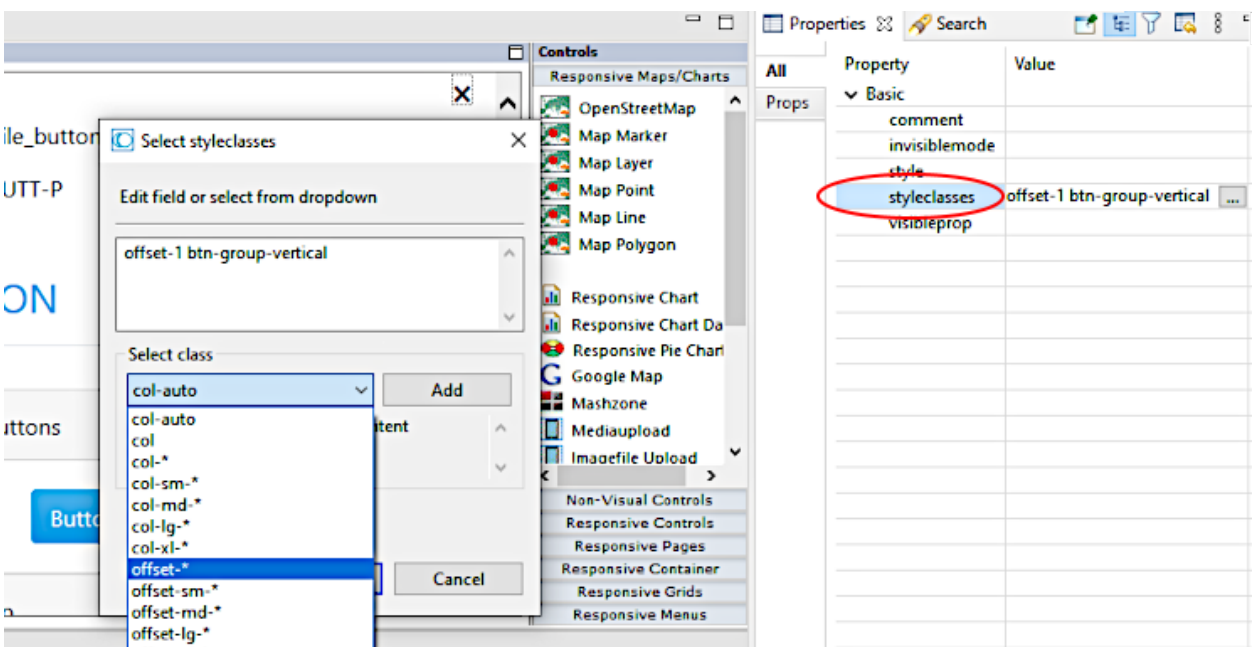 ile_button
UTT-P
ON
uttons
Butto
Select styleclasses
Edit field or select from dropdown
offset-1 btn-group-vertical
Select class
col-auto
Add
col-auto
col
col-*
col-sm-*
col-md-*
col-lg-*
col-xl-*
offset-*
offset-sm-*
offset-md-*
offset-lg-*
itent
Cancel
Controls
Responsive Maps/Charts
OpenStreetMap
Map Marker
Map Layer
Map Point
Map Line
Map Polygon
Responsive Chart
Responsive Chart Da
Responsive Pie Chart
Google Map
Mashzone
Mediaupload
Imagefile Upload
Non-Visual Controls
Responsive Controls
Responsive Pages
Responsive Container
Responsive Grids
Responsive Menus
Properties
Search
All
Props
Property Value
Basic
comment
invisiblemode
style
styleclasses offset-1 btn-group-vertical ...
visibleprop